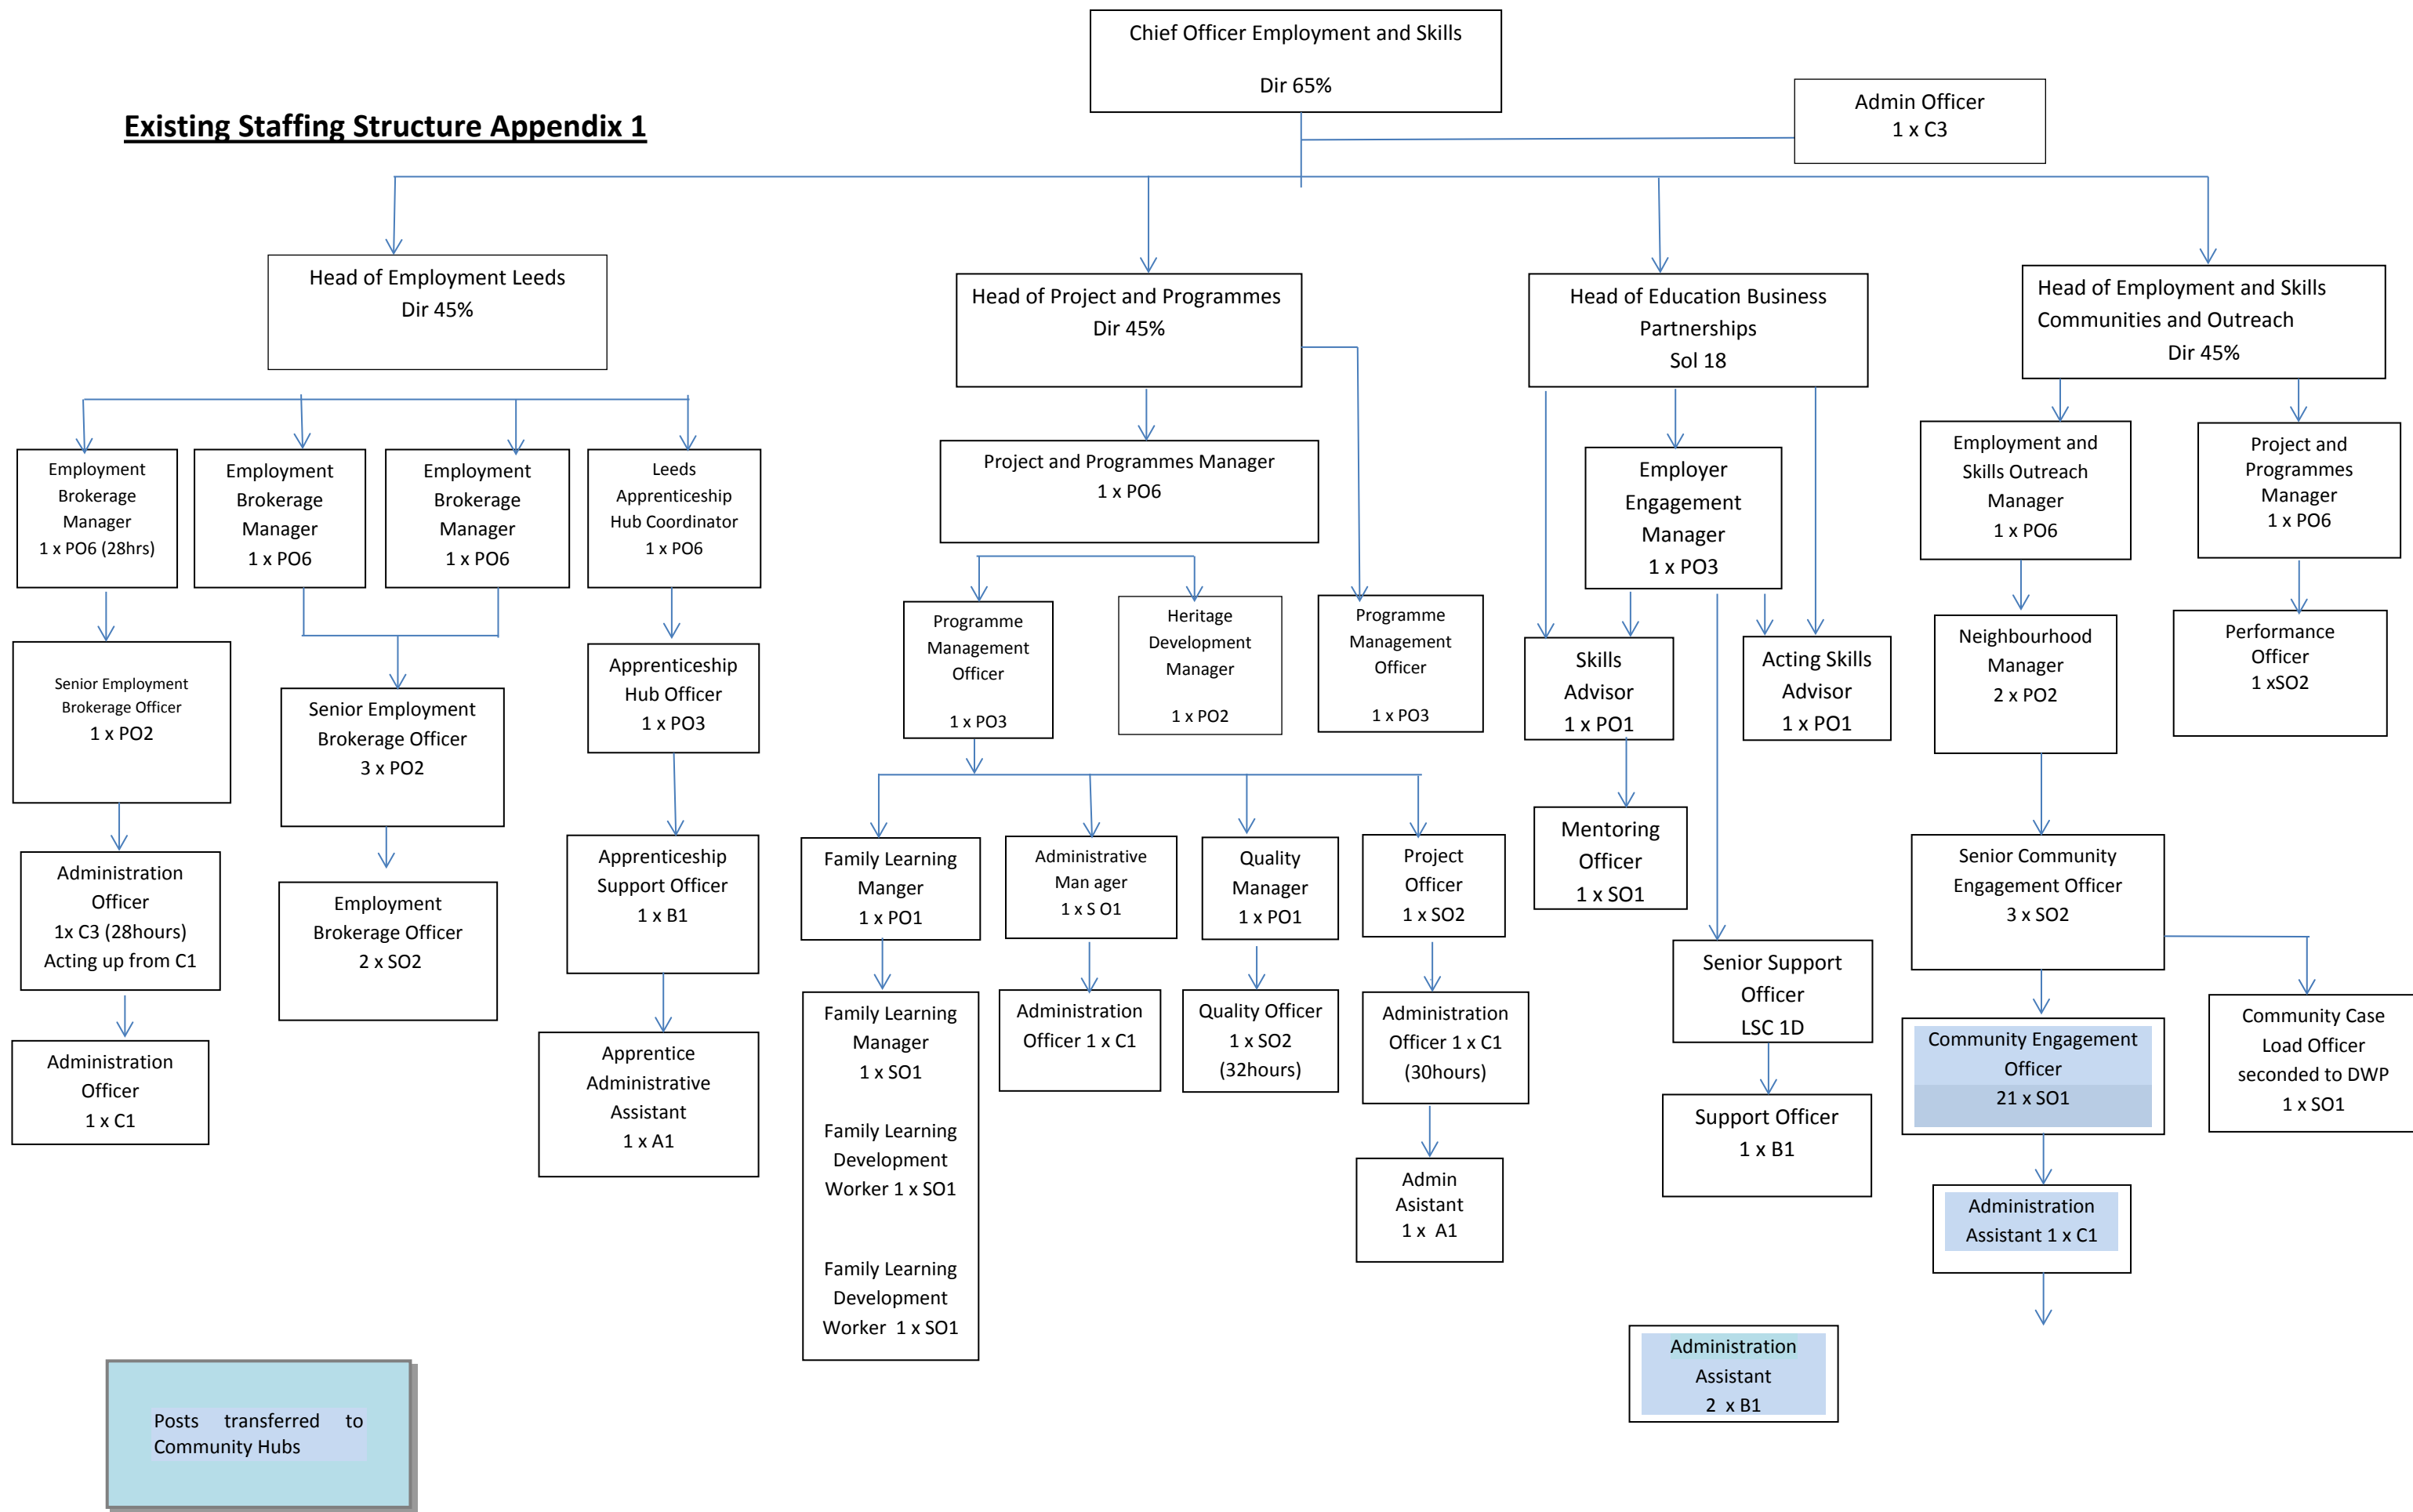 Chief Officer Employment and Skills
Dir 65%
Admin Officer
1 x C3
Existing Staffing Structure Appendix 1
Head of Employment Leeds
Dir 45%
Head of Project and Programmes
Dir 45%
Head of Education Business
Partnerships
Sol 18
Head of Employment and Skills
Communities and Outreach
Dir 45%
Employment
Brokerage
Manager
1 x PO6 (28hrs)
Employment
Brokerage
Manager
1 x PO6
Employment
Brokerage
Manager
1 x PO6
Leeds
Apprenticeship
Hub Coordinator
1 x PO6
Project and Programmes Manager
1 x PO6
Employer
Engagement
Manager
1 x PO3
Employment and
Skills Outreach
Manager
1 x PO6
Project and
Programmes
Manager
1 x PO6
Senior Employment
Brokerage Officer
1 x PO2
Senior Employment
Brokerage Officer
3 x PO2
Apprenticeship
Hub Officer
1 x PO3
Programme
Management
Officer
1 x PO3
Heritage
Development
Manager
1 x PO2
Programme
Management
Officer
1 x PO3
Skills
Advisor
1 x PO1
Acting Skills
Advisor
1 x PO1
Neighbourhood
Manager
2 x PO2
Performance
Officer
1 xSO2
Administration
Officer
1x C3 (28hours)
Acting up from C1
Employment
Brokerage Officer
2 x SO2
Apprenticeship
Support Officer
1 x B1
Family Learning
Manger
1 x PO1
Administrative
Man ager
1 x S O1
Quality
Manager
1 x PO1
Project
Officer
1 x SO2
Mentoring
Officer
1 x SO1
Senior Community
Engagement Officer
3 x SO2
Administration
Officer
1 x C1
Apprentice
Administrative
Assistant
1 x A1
Family Learning
Manager
1 x SO1
Family Learning
Development
Worker 1 x SO1
Family Learning
Development
Worker 1 x SO1
Administration
Officer 1 x C1
Quality Officer
1 x SO2
(32hours)
Administration
Officer 1 x C1
(30hours)
Admin
Asistant
1 x A1
Senior Support
Officer
LSC 1D
Support Officer
1 x B1
Community Engagement
Officer
21 x SO1
Community Case
Load Officer
seconded to DWP
1 x SO1
Administration
Assistant 1 x C1
Administration
Assistant
2 x B1
Posts transferred to
Community Hubs